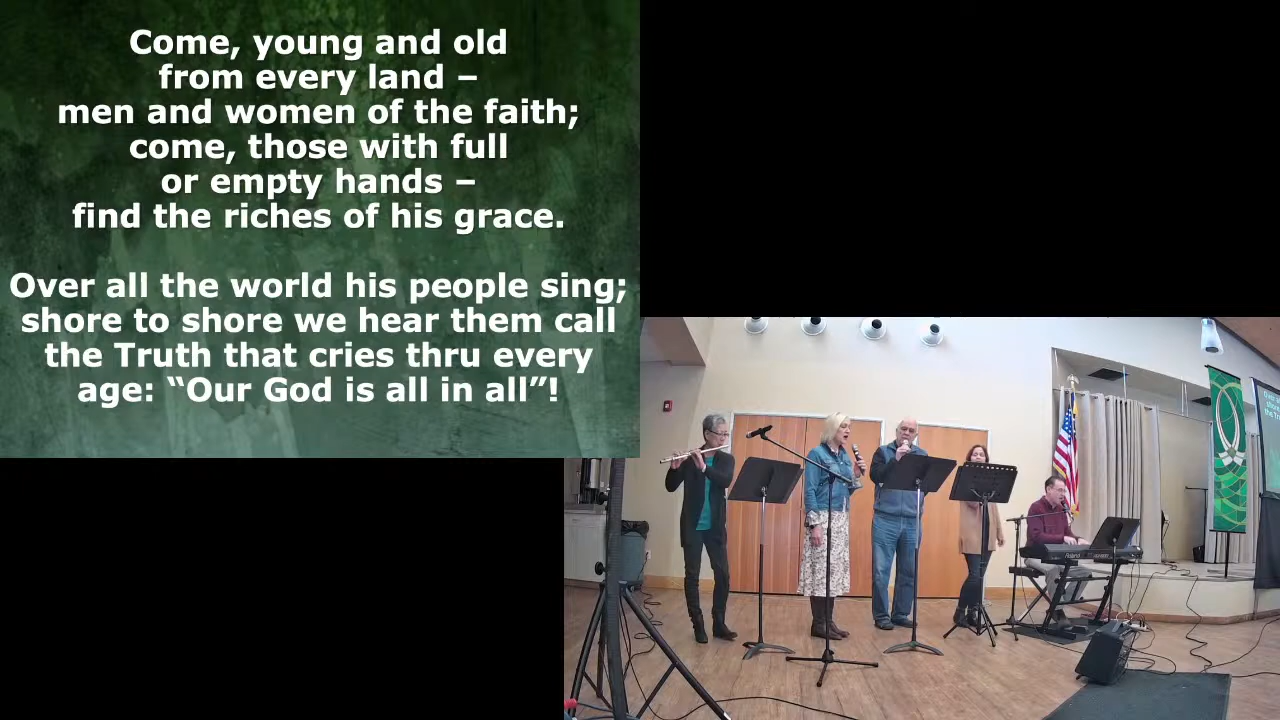 Come, young and old
from every land –
men and women of the faith;
come, those with full
or empty hands –
find the riches of his grace.
Over all the world his people sing;
shore to shore we hear them call
the Truth that cries thru every
age: “Our God is all in all”!
Roland